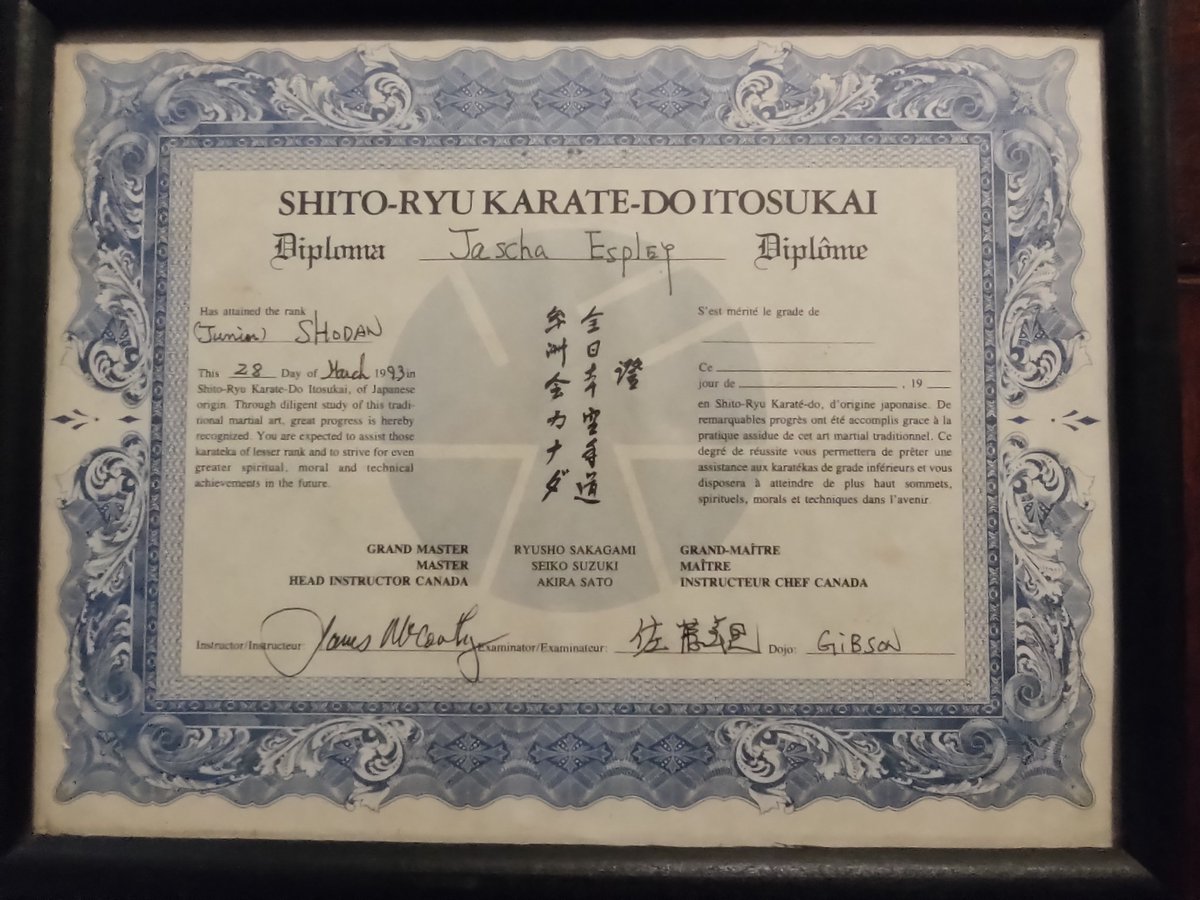 SHITO-RYU KARATE-DO ITOSUKAI
Diploma Jascha Espley Diplôme
Has attained the rank
(Junior) SHODAN
This 28 Day of March 1993 in
Shito-Ryu Karate-Do Itosukai, of Japanese
origin. Through diligent study of this tradi-
tional martial art, great progress is hereby
recognized. You are expected to assist those
karateka of lesser rank and to strive for even
greater spiritual, moral and technical
achievements in the future.
證
全日本空手道
糸洲会カナダ
S'est mérité le grade de
Ce
jour de , 19
en Shito-Ryu Karaté-do, d'origine japonaise. De
remarquables progrès ont été accomplis grace à la
pratique assidue de cet art martial traditionnel. Ce
degré de réussite vous permettera de prêter une
assistance aux karatékas de grade inférieurs et vous
disposera à atteindre de plus haut sommets,
spirituels, morals et techniques dans l'avenir.
GRAND MASTER RYUSHO SAKAGAMI GRAND-MAÎTRE
MASTER SEIKO SUZUKI MAÎTRE
HEAD INSTRUCTOR CANADA AKIRA SATO INSTRUCTEUR CHEF CANADA
Instructor/Instructeur: James Examinator/Examinateur: 佐藤 Dojo: GIBSON